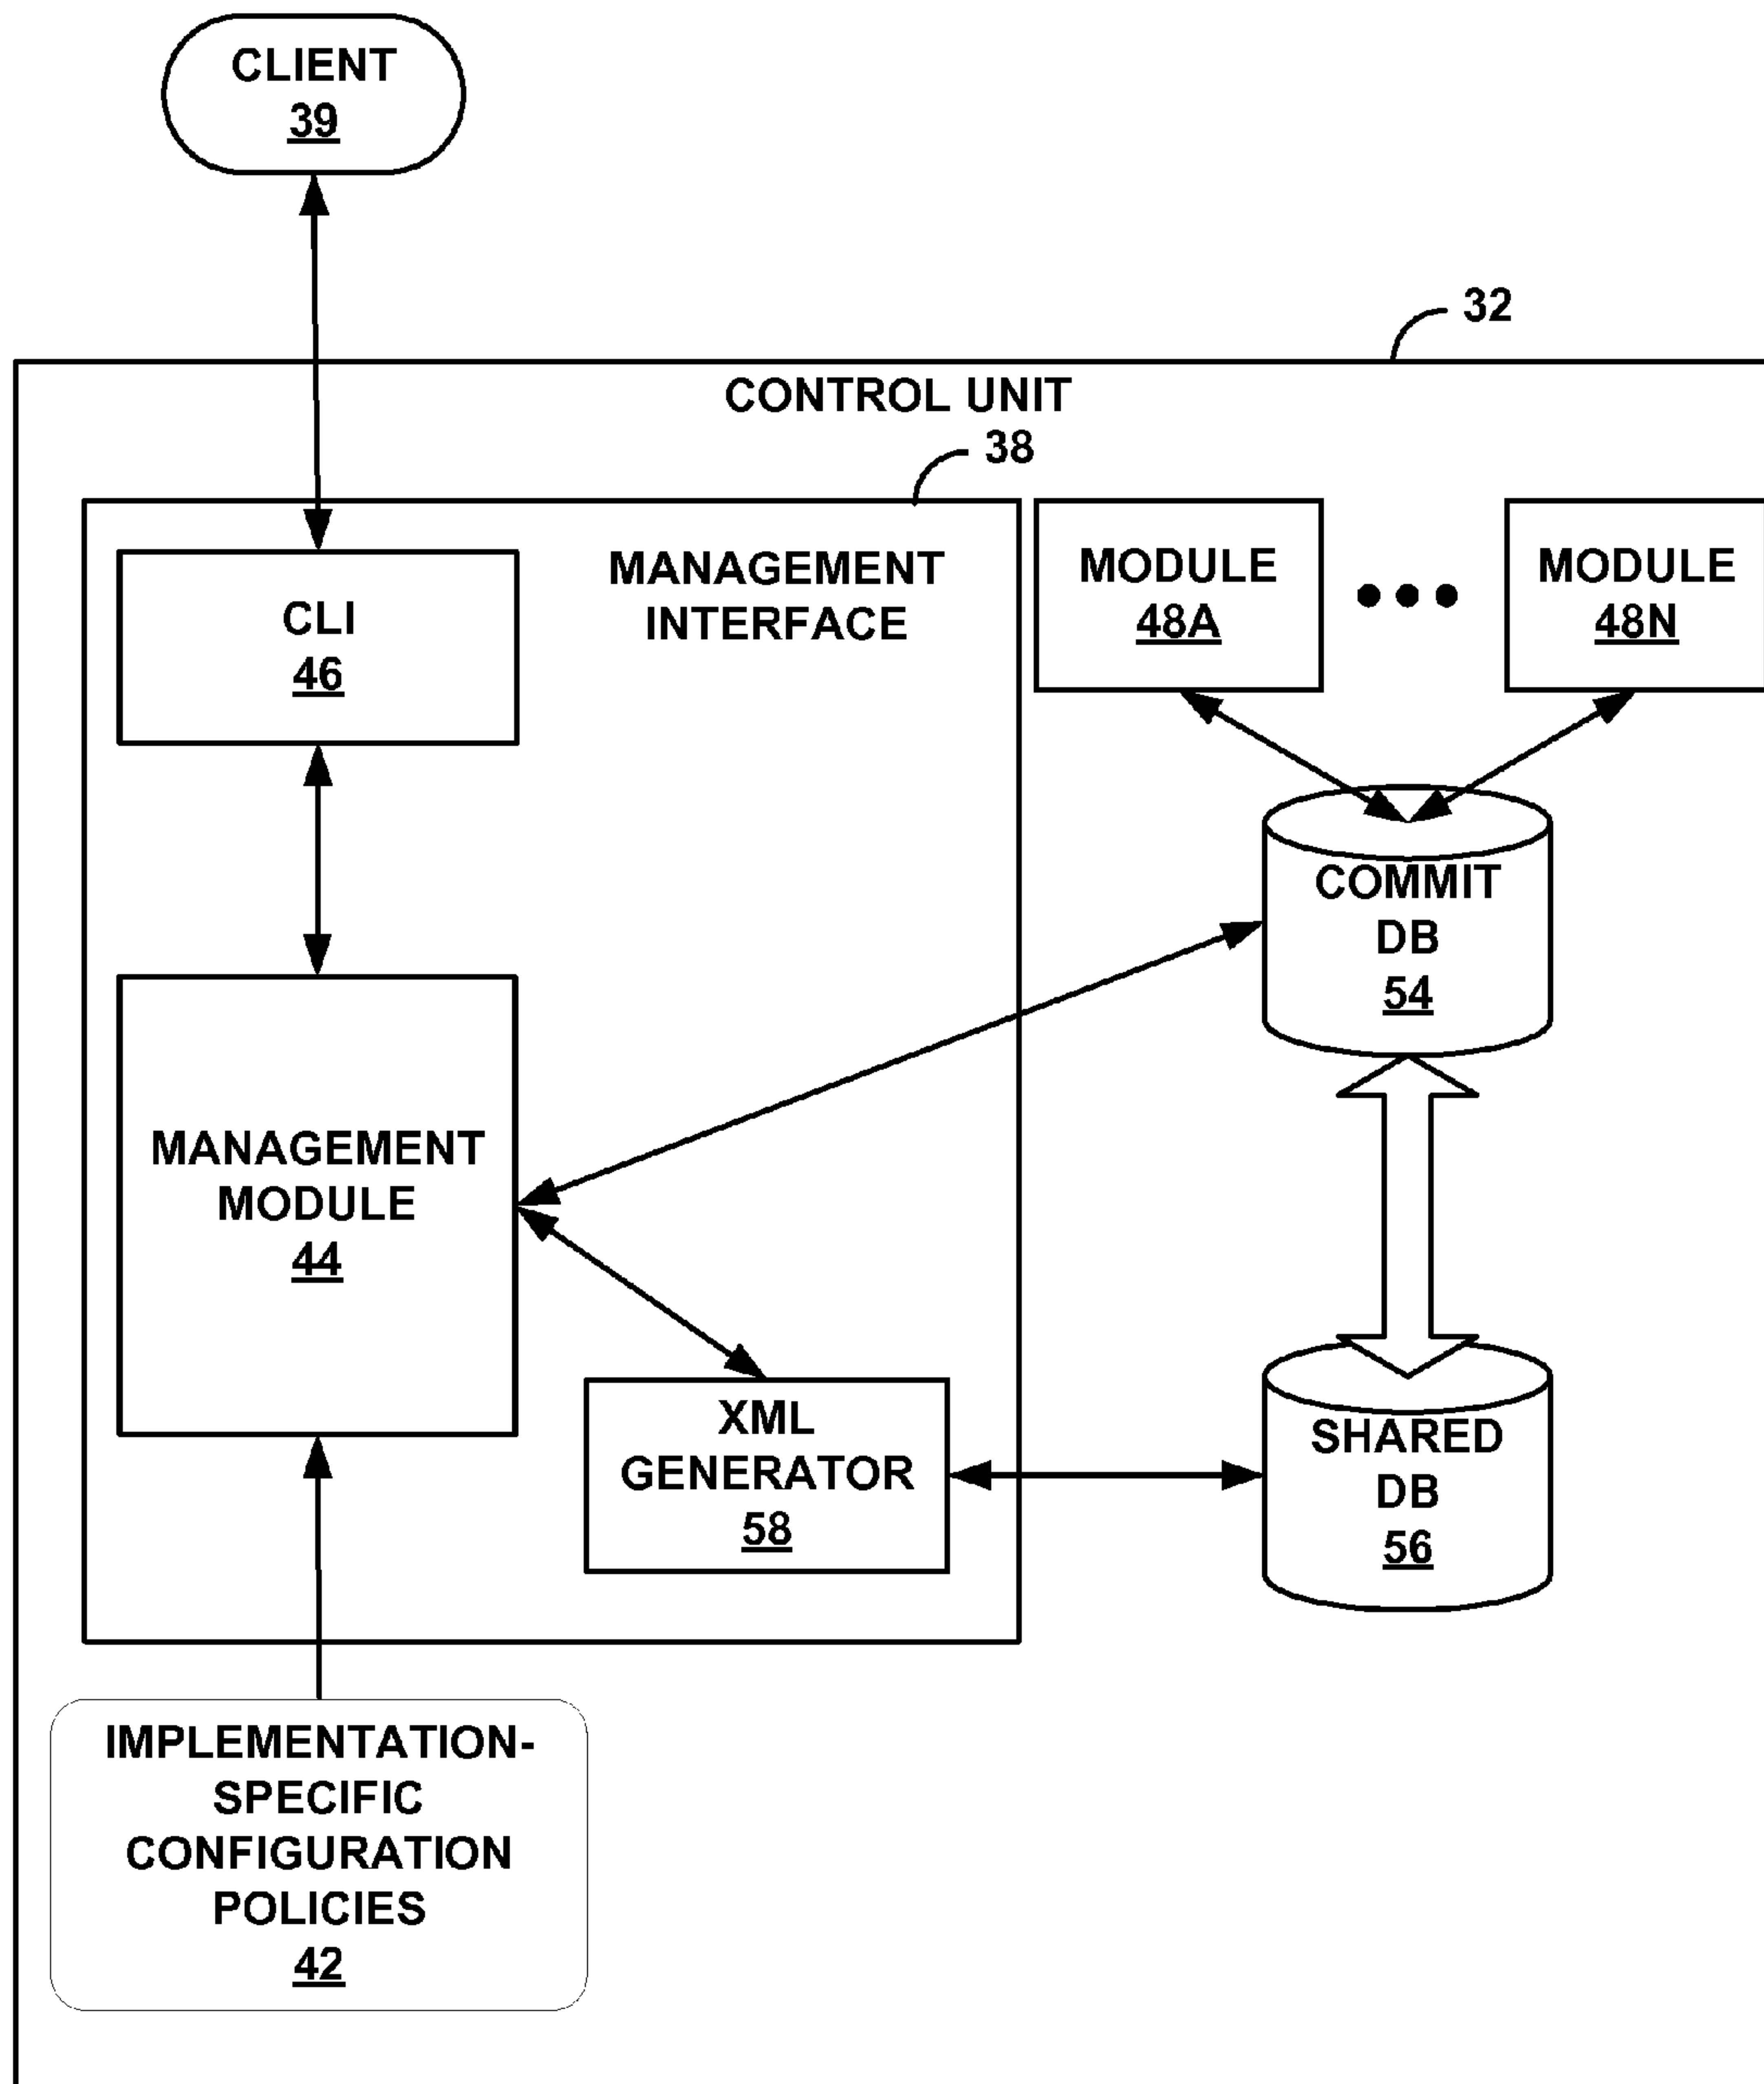 CLIENT
39
32
CONTROL UNIT
38
MANAGEMENT
INTERFACE
CLI
46
MODULE
48A
MODULE
48N
COMMIT
DB
54
MANAGEMENT
MODULE
44
XML
GENERATOR
58
SHARED
DB
56
IMPLEMENTATION-
SPECIFIC
CONFIGURATION
POLICIES
42